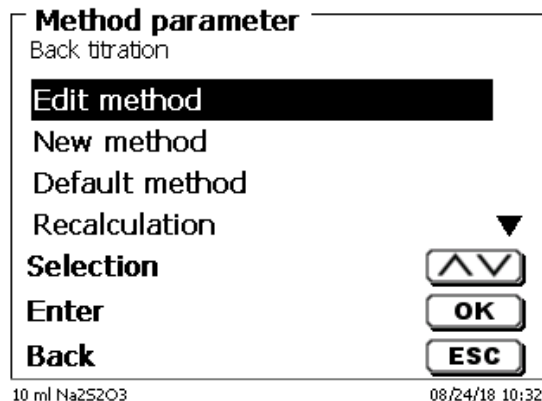 Method parameter
Back titration
Edit method
New method
Default method
Recalculation
Selection
Enter OK
Back ESC
10 ml Na2S2O3 08/24/18 10:32